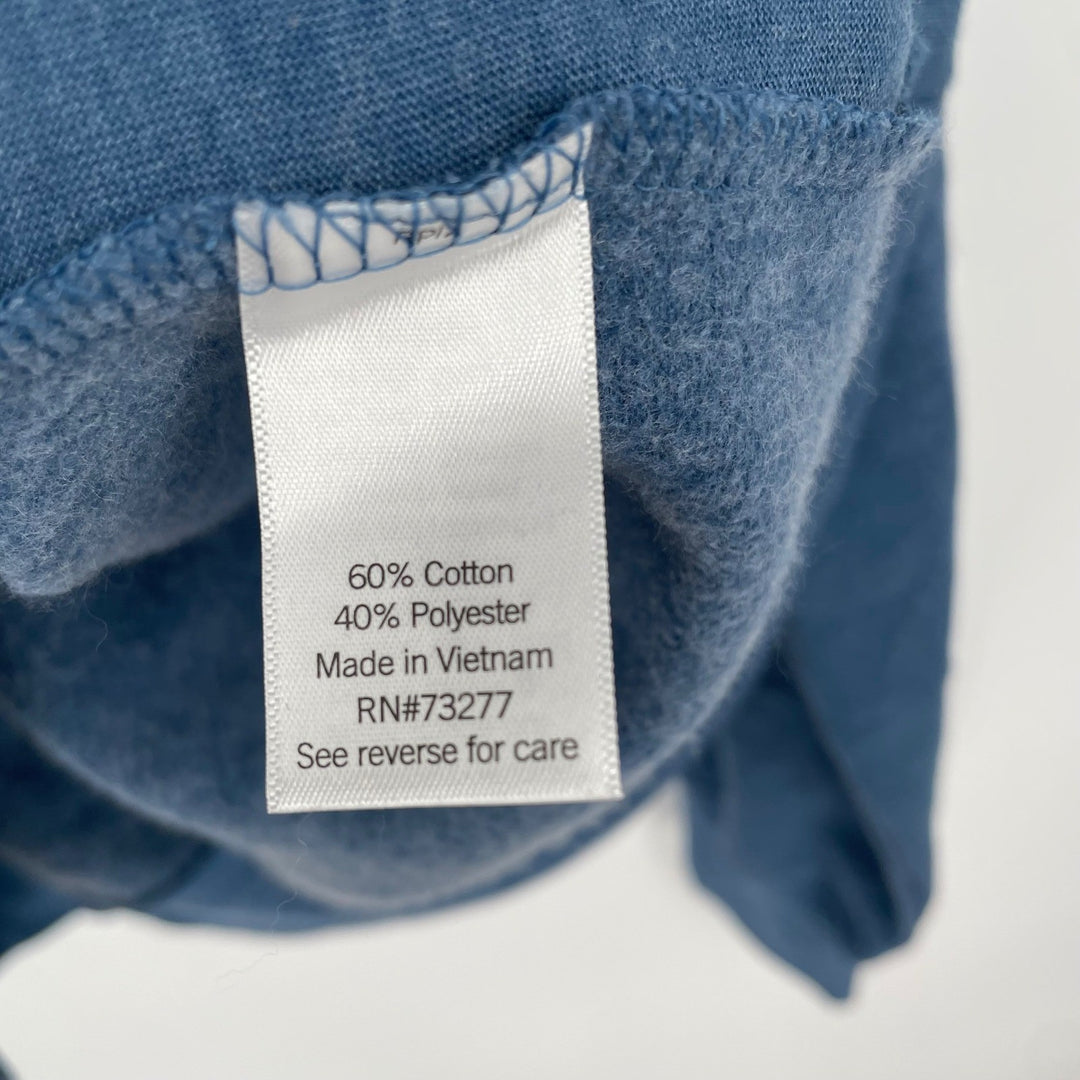 60% Cotton
40% Polyester
Made in Vietnam
RN#73277
See reverse for care